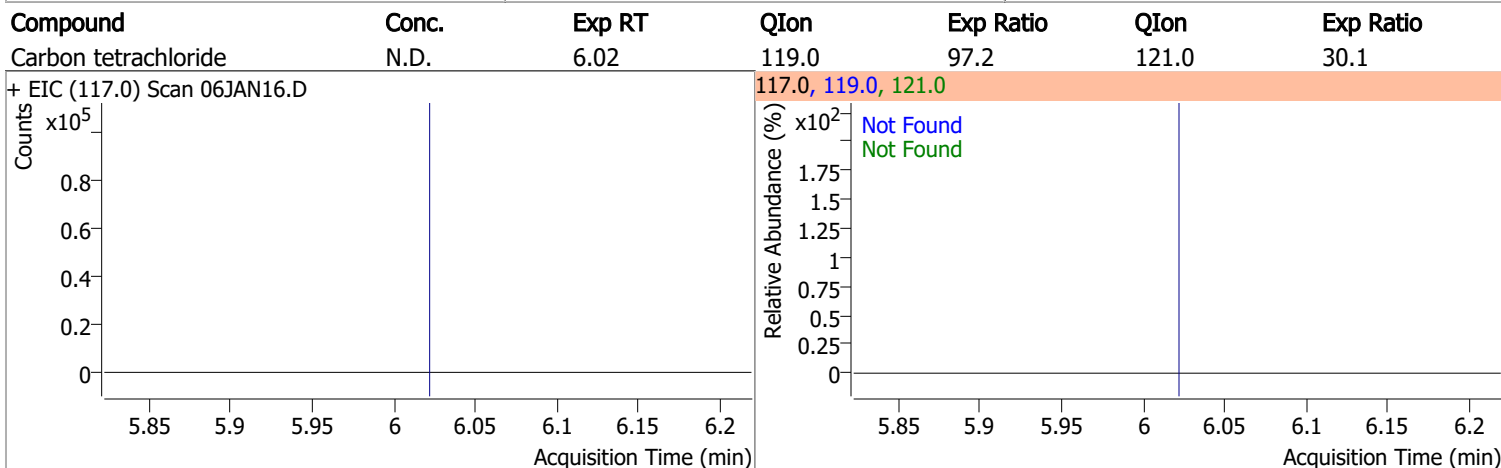 Compound Conc. Exp RT QIon Exp Ratio QIon Exp Ratio
Carbon tetrachloride N.D. 6.02 119.0 97.2 121.0 30.1
+ EIC (117.0) Scan 06JAN16.D
Counts
x10⁵
0.8
0.6
0.4
0.2
0
5.85 5.9 5.95 6 6.05 6.1 6.15 6.2
Acquisition Time (min)
117.0, 119.0, 121.0
Relative Abundance (%)
x10²
Not Found
Not Found
1.75
1.5
1.25
1
0.75
0.5
0.25
0
5.85 5.9 5.95 6 6.05 6.1 6.15 6.2
Acquisition Time (min)